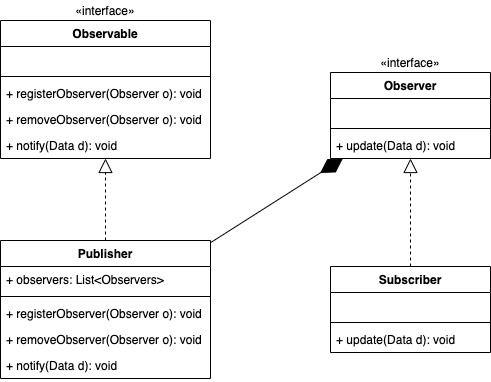 «interface»
Observable
+ registerObserver(Observer o): void
+ removeObserver(Observer o): void
+ notify(Data d): void
«interface»
Observer
+ update(Data d): void
Publisher
+ observers: List<Observers>
+ registerObserver(Observer o): void
+ removeObserver(Observer o): void
+ notify(Data d): void
Subscriber
+ update(Data d): void